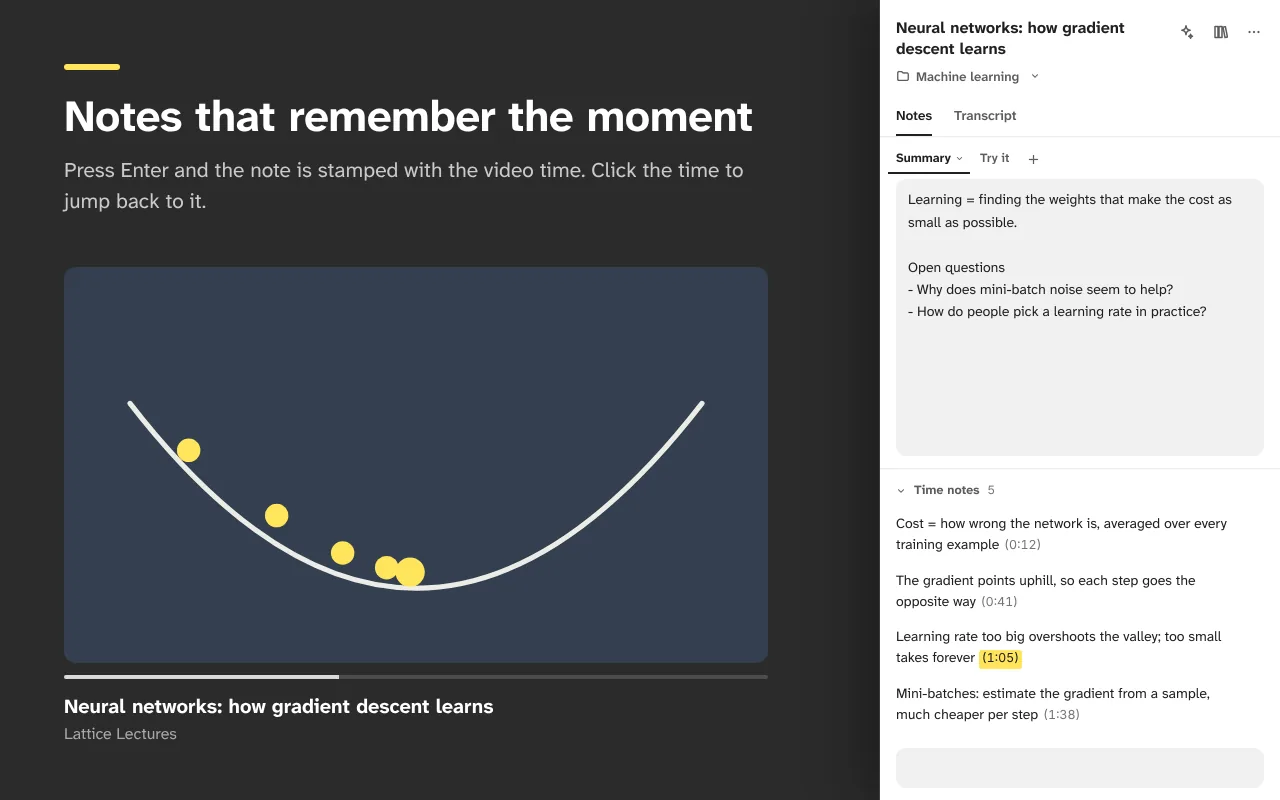 Notes that remember the moment
Press Enter and the note is stamped with the video time. Click the time to
jump back to it.
Neural networks: how gradient descent learns
Lattice Lectures
Neural networks: how gradient
descent learns
Machine learning
Notes
Transcript
Summary
Try it
+
Learning = finding the weights that make the cost as
small as possible.
Open questions
- Why does mini-batch noise seem to help?
- How do people pick a learning rate in practice?
Time notes 5
Cost = how wrong the network is, averaged over every
training example (0:12)
The gradient points uphill, so each step goes the
opposite way (0:41)
Learning rate too big overshoots the valley; too small
takes forever (1:05)
Mini-batches: estimate the gradient from a sample,
much cheaper per step (1:38)